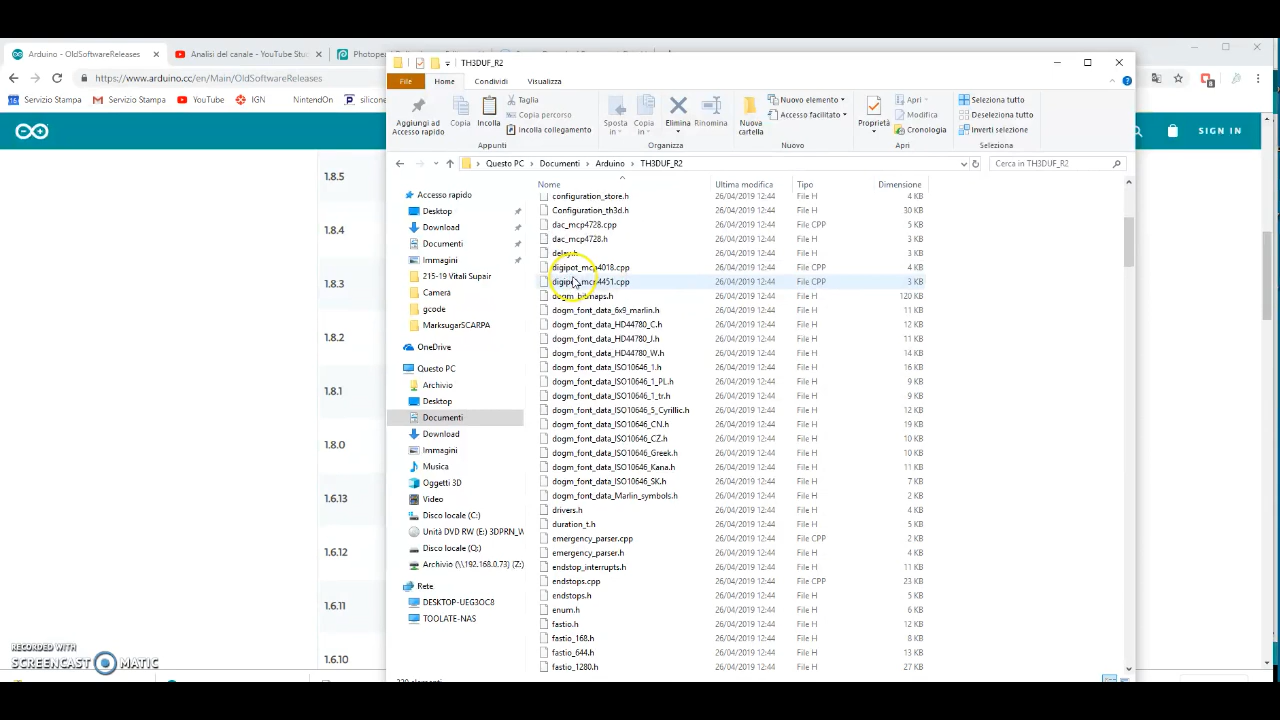 Arduino - OldSoftwareReleases
Analisi del canale - YouTube Stu
https://www.arduino.cc/en/Main/OldSoftwareReleases
Servizio Stampa
Servizio Stampa
YouTube
IGN
NintendOn
silicone
SIGN IN
1.8.5
1.8.4
1.8.3
1.8.2
1.8.1
1.8.0
1.6.13
1.6.12
1.6.11
1.6.10
TH3DUF_R2
File
Home
Condividi
Visualizza
Aggiungi ad Accesso rapido
Copia
Incolla
Taglia
Copia percorso
Incolla collegamento
Appunti
Sposta in
Copia in
Elimina
Rinomina
Organizza
Nuova cartella
Nuovo elemento
Accesso facilitato
Nuovo
Proprietà
Apri
Modifica
Cronologia
Apri
Seleziona tutto
Deseleziona tutto
Inverti selezione
Selezione
Questo PC > Documenti > Arduino > TH3DUF_R2
Cerca in TH3DUF_R2
Accesso rapido
Desktop
Download
Documenti
Immagini
215-19 Vitali Supair
Camera
gcode
MarksugarSCARPA
OneDrive
Questo PC
Archivio
Desktop
Documenti
Download
Immagini
Musica
Oggetti 3D
Video
Disco locale (C:)
Unità DVD RW (E:) 3DPRN_W
Disco locale (Q:)
Archivio (\\192.168.0.73) (Z:)
Rete
DESKTOP-UEG3OC8
TOOLATE-NAS
Nome Ultima modifica Tipo Dimensione
configuration_store.h 26/04/2019 12:44 File H 4 KB
Configuration_th3d.h 26/04/2019 12:44 File H 30 KB
dac_mcp4728.cpp 26/04/2019 12:44 File CPP 5 KB
dac_mcp4728.h 26/04/2019 12:44 File H 3 KB
delay.h 26/04/2019 12:44 File H 3 KB
digipot_mcp4018.cpp 26/04/2019 12:44 File CPP 4 KB
digipot_mcp4451.cpp 26/04/2019 12:44 File CPP 3 KB
dogm_bitmaps.h 26/04/2019 12:44 File H 120 KB
dogm_font_data_6x9_marlin.h 26/04/2019 12:44 File H 11 KB
dogm_font_data_HD44780_C.h 26/04/2019 12:44 File H 12 KB
dogm_font_data_HD44780_J.h 26/04/2019 12:44 File H 11 KB
dogm_font_data_HD44780_W.h 26/04/2019 12:44 File H 14 KB
dogm_font_data_ISO10646_1.h 26/04/2019 12:44 File H 16 KB
dogm_font_data_ISO10646_1_PL.h 26/04/2019 12:44 File H 9 KB
dogm_font_data_ISO10646_1_tr.h 26/04/2019 12:44 File H 9 KB
dogm_font_data_ISO10646_5_Cyrillic.h 26/04/2019 12:44 File H 12 KB
dogm_font_data_ISO10646_CN.h 26/04/2019 12:44 File H 19 KB
dogm_font_data_ISO10646_CZ.h 26/04/2019 12:44 File H 10 KB
dogm_font_data_ISO10646_Greek.h 26/04/2019 12:44 File H 10 KB
dogm_font_data_ISO10646_Kana.h 26/04/2019 12:44 File H 11 KB
dogm_font_data_ISO10646_SK.h 26/04/2019 12:44 File H 7 KB
dogm_font_data_Marlin_symbols.h 26/04/2019 12:44 File H 2 KB
drivers.h 26/04/2019 12:44 File H 5 KB
duration_t.h 26/04/2019 12:44 File H 5 KB
emergency_parser.cpp 26/04/2019 12:44 File CPP 2 KB
emergency_parser.h 26/04/2019 12:44 File H 4 KB
endstop_interrupts.h 26/04/2019 12:44 File H 11 KB
endstops.cpp 26/04/2019 12:44 File CPP 23 KB
endstops.h 26/04/2019 12:44 File H 5 KB
enum.h 26/04/2019 12:44 File H 6 KB
fastio.h 26/04/2019 12:44 File H 12 KB
fastio_168.h 26/04/2019 12:44 File H 8 KB
fastio_644.h 26/04/2019 12:44 File H 13 KB
fastio_1280.h 26/04/2019 12:44 File H 27 KB
RECORDED WITH
SCREENCAST MATIC